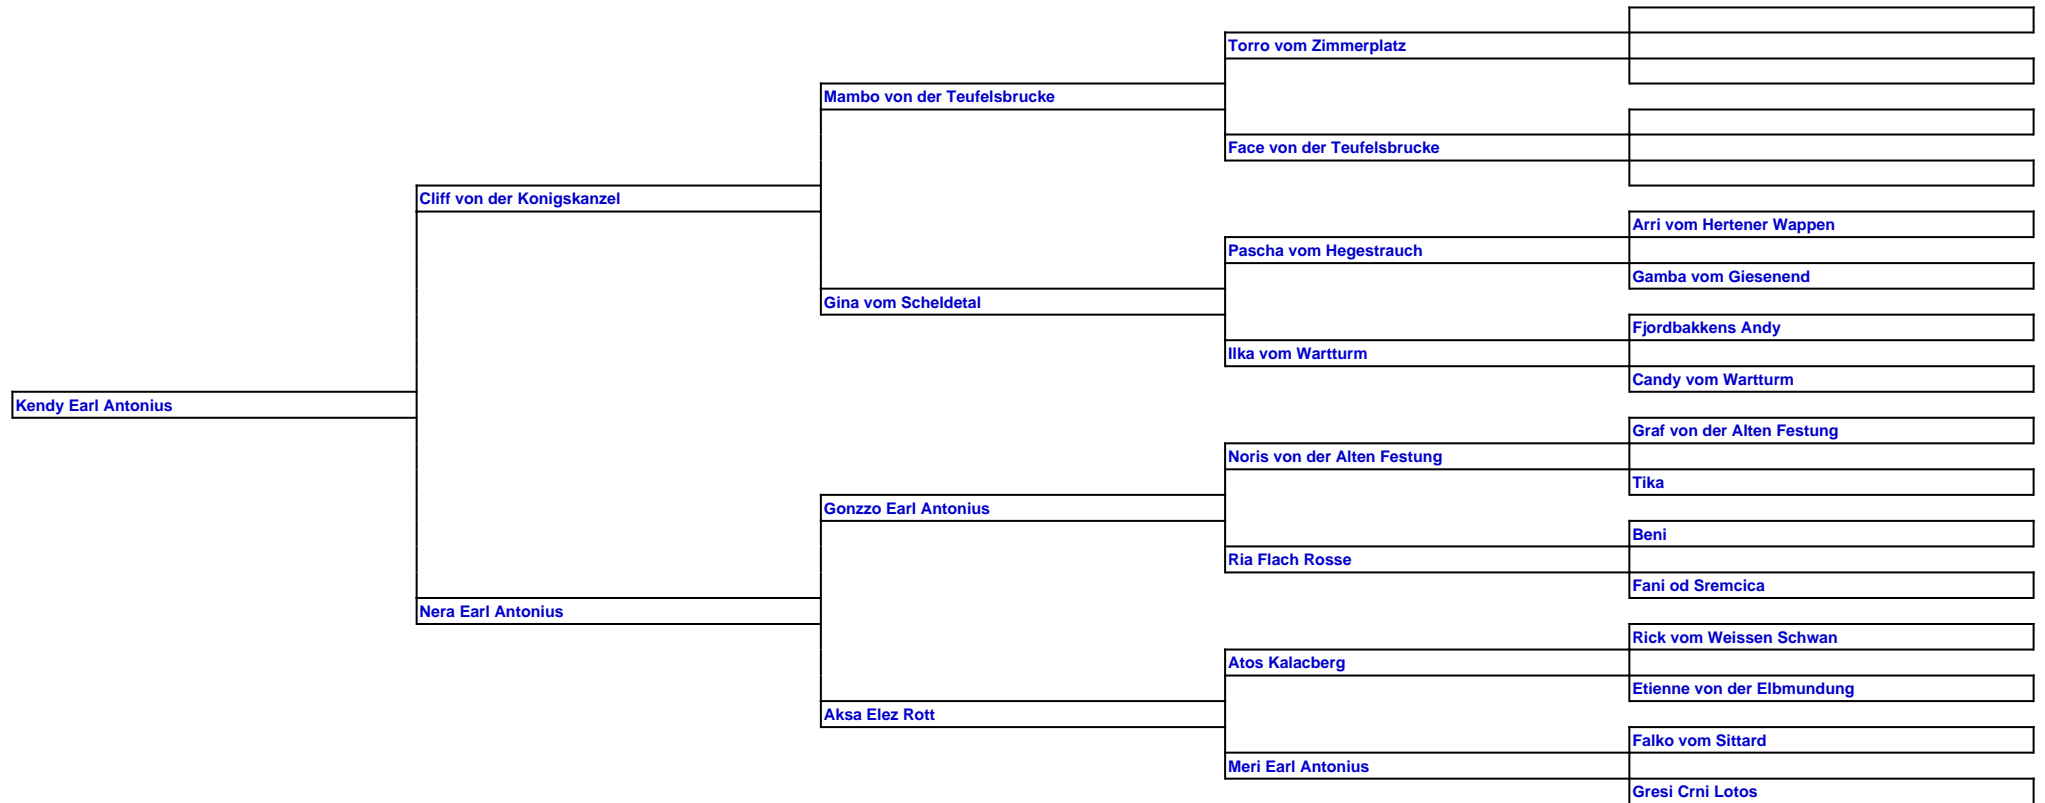 Torro vom Zimmerplatz
Mambo von der Teufelsbrucke
Face von der Teufelsbrucke
Cliff von der Konigskanzel
Arri vom Hertener Wappen
Pascha vom Hegestrauch
Gamba vom Giesenend
Gina vom Scheldetal
Fjordbakkens Andy
Ilka vom Wartturm
Candy vom Wartturm
Kendy Earl Antonius
Graf von der Alten Festung
Noris von der Alten Festung
Tika
Gonzzo Earl Antonius
Beni
Ria Flach Rosse
Fani od Sremcica
Nera Earl Antonius
Rick vom Weissen Schwan
Atos Kalacberg
Etienne von der Elbmundung
Aksa Elez Rott
Falko vom Sittard
Meri Earl Antonius
Gresi Crni Lotos